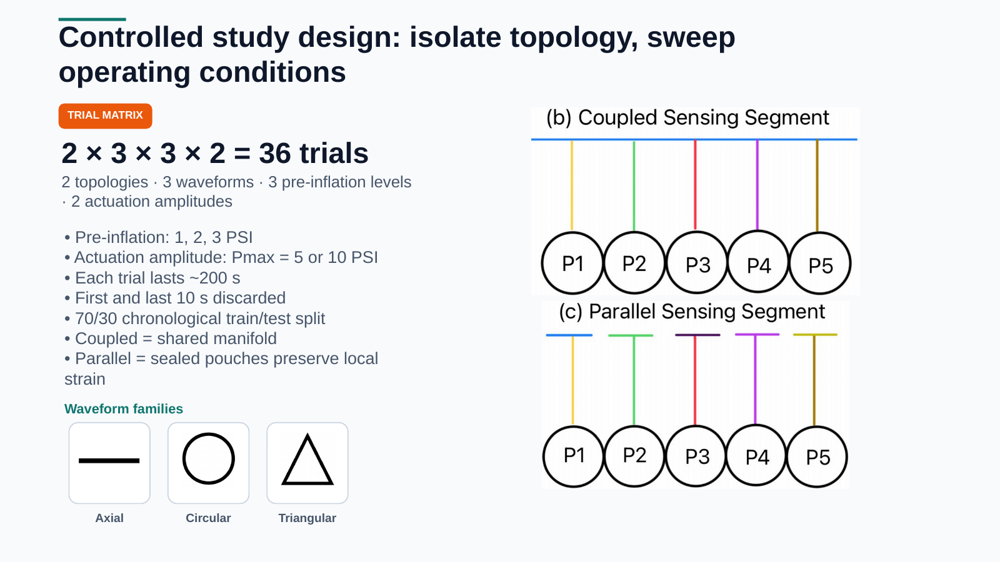 Controlled study design: isolate topology, sweep
operating conditions
TRIAL MATRIX
2 × 3 × 3 × 2 = 36 trials
2 topologies · 3 waveforms · 3 pre-inflation levels
· 2 actuation amplitudes
• Pre-inflation: 1, 2, 3 PSI
• Actuation amplitude: Pmax = 5 or 10 PSI
• Each trial lasts ~200 s
• First and last 10 s discarded
• 70/30 chronological train/test split
• Coupled = shared manifold
• Parallel = sealed pouches preserve local
strain
Waveform families
Axial
Circular
Triangular
(b) Coupled Sensing Segment
P1 P2 P3 P4 P5
(c) Parallel Sensing Segment
P1 P2 P3 P4 P5